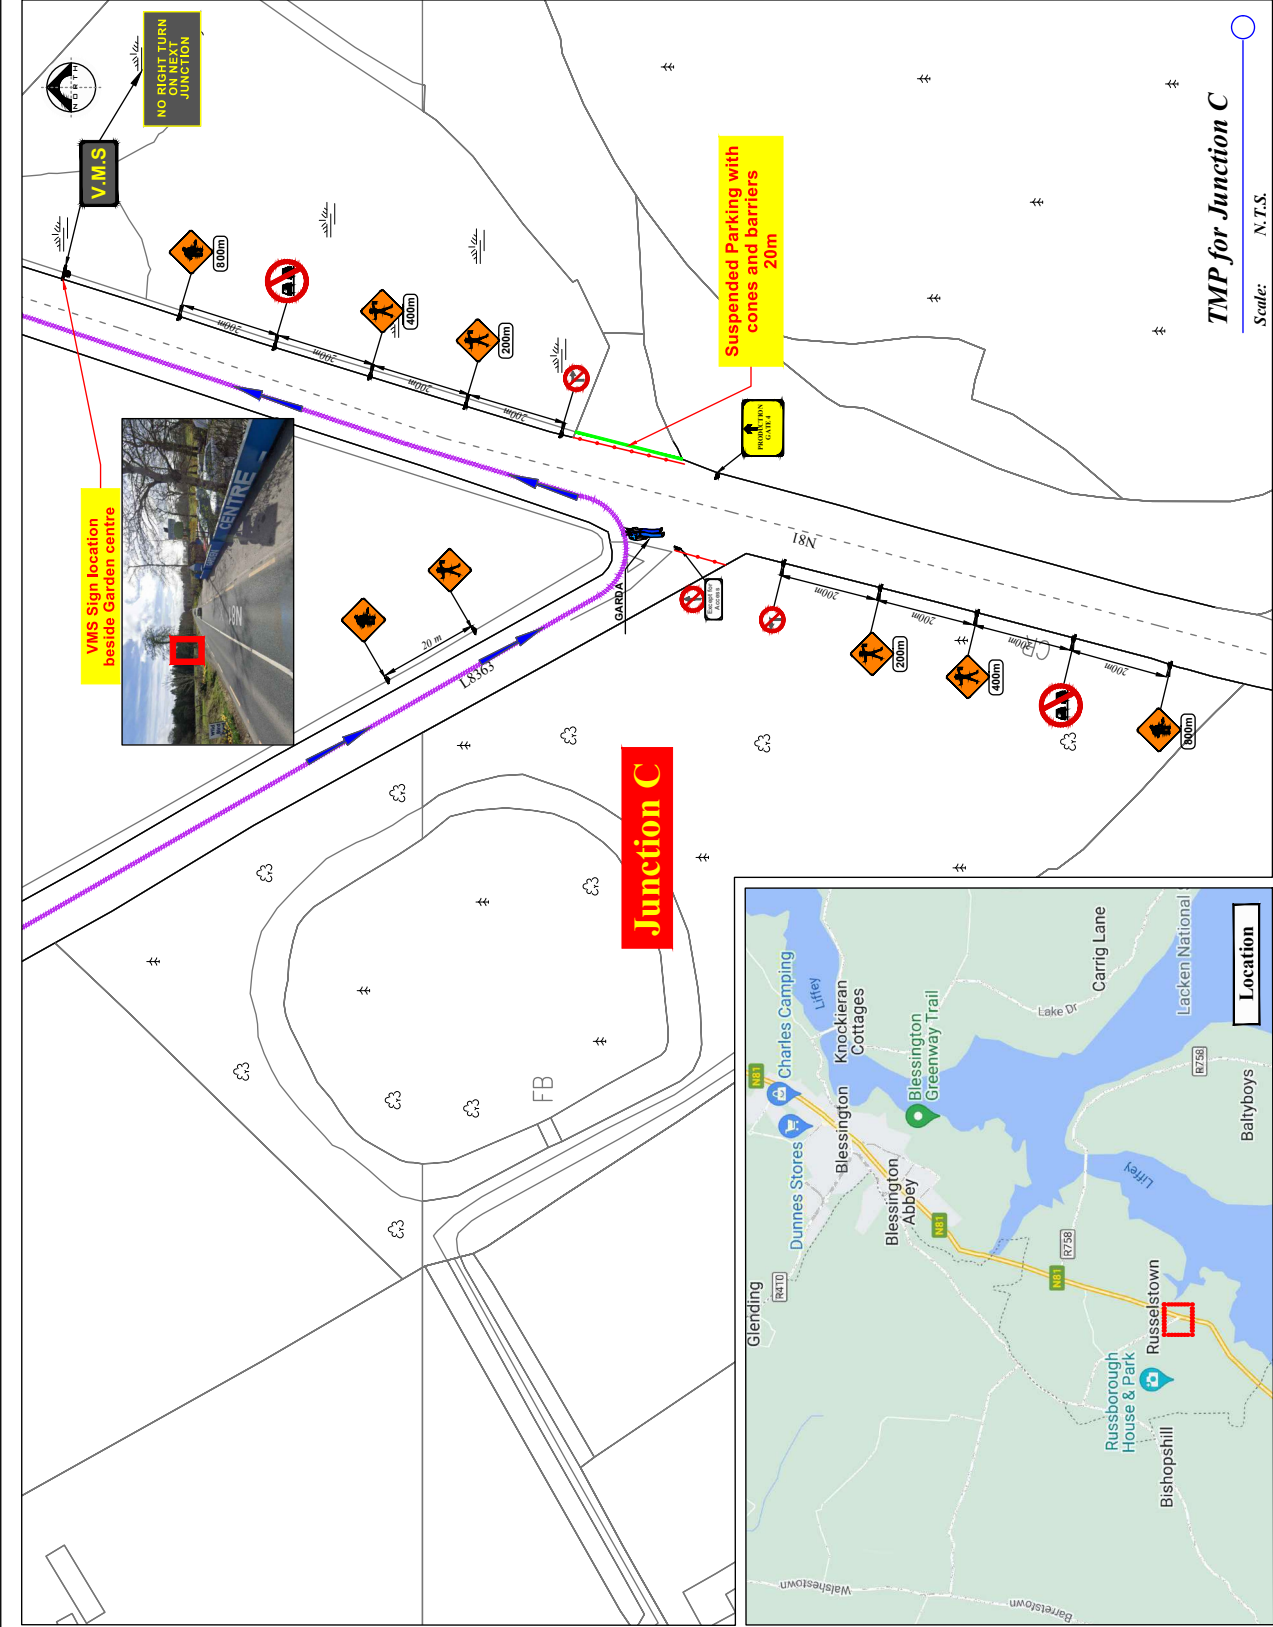 NORTH
V.M.S
NO RIGHT TURN
ON NEXT
JUNCTION
800m
400m
200m
200m
200m
200m
200m
VMS Sign location
beside Garden centre
CENTRE
N81
Suspended Parking with
cones and barriers
20m
PRODUCTION
GATE 4
20 m
L8363
GARDA
Except for
Access
N81
200m
200m
200m
200m
200m
400m
800m
CR
Junction C
FB
TMP for Junction C
Scale: N.T.S.
Location
N81
Charles Camping
Liffey
Knockieran
Cottages
Carrig Lane
Lake Dr
Lacken National
Dunnes Stores
Blessington
Blessington
Greenway Trail
Blessington
Abbey
N81
R758
R758
Baltyboys
Liffey
Glending
R410
N81
Russelstown
Russborough
House & Park
Bishopshill
Walshestown
Barretstown